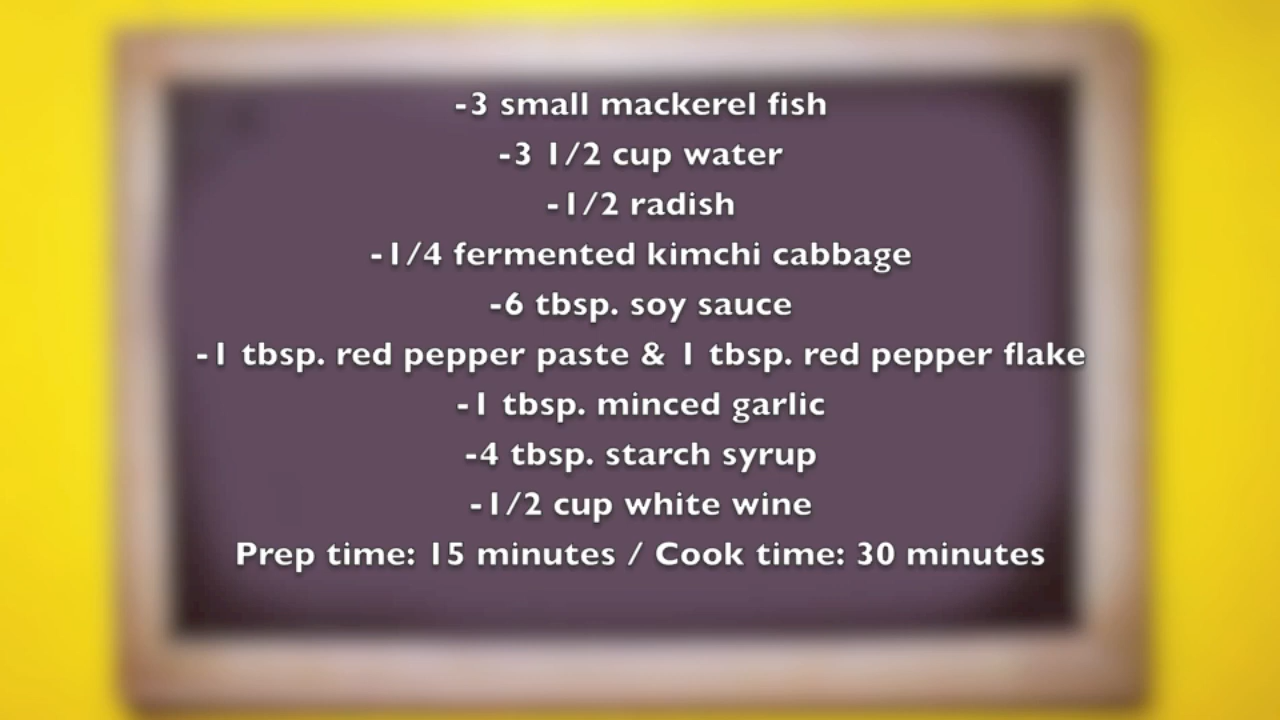 -3 small mackerel fish
-3 1/2 cup water
-1/2 radish
-1/4 fermented kimchi cabbage
-6 tbsp. soy sauce
-1 tbsp. red pepper paste & 1 tbsp. red pepper flake
-1 tbsp. minced garlic
-4 tbsp. starch syrup
-1/2 cup white wine
Prep time: 15 minutes / Cook time: 30 minutes